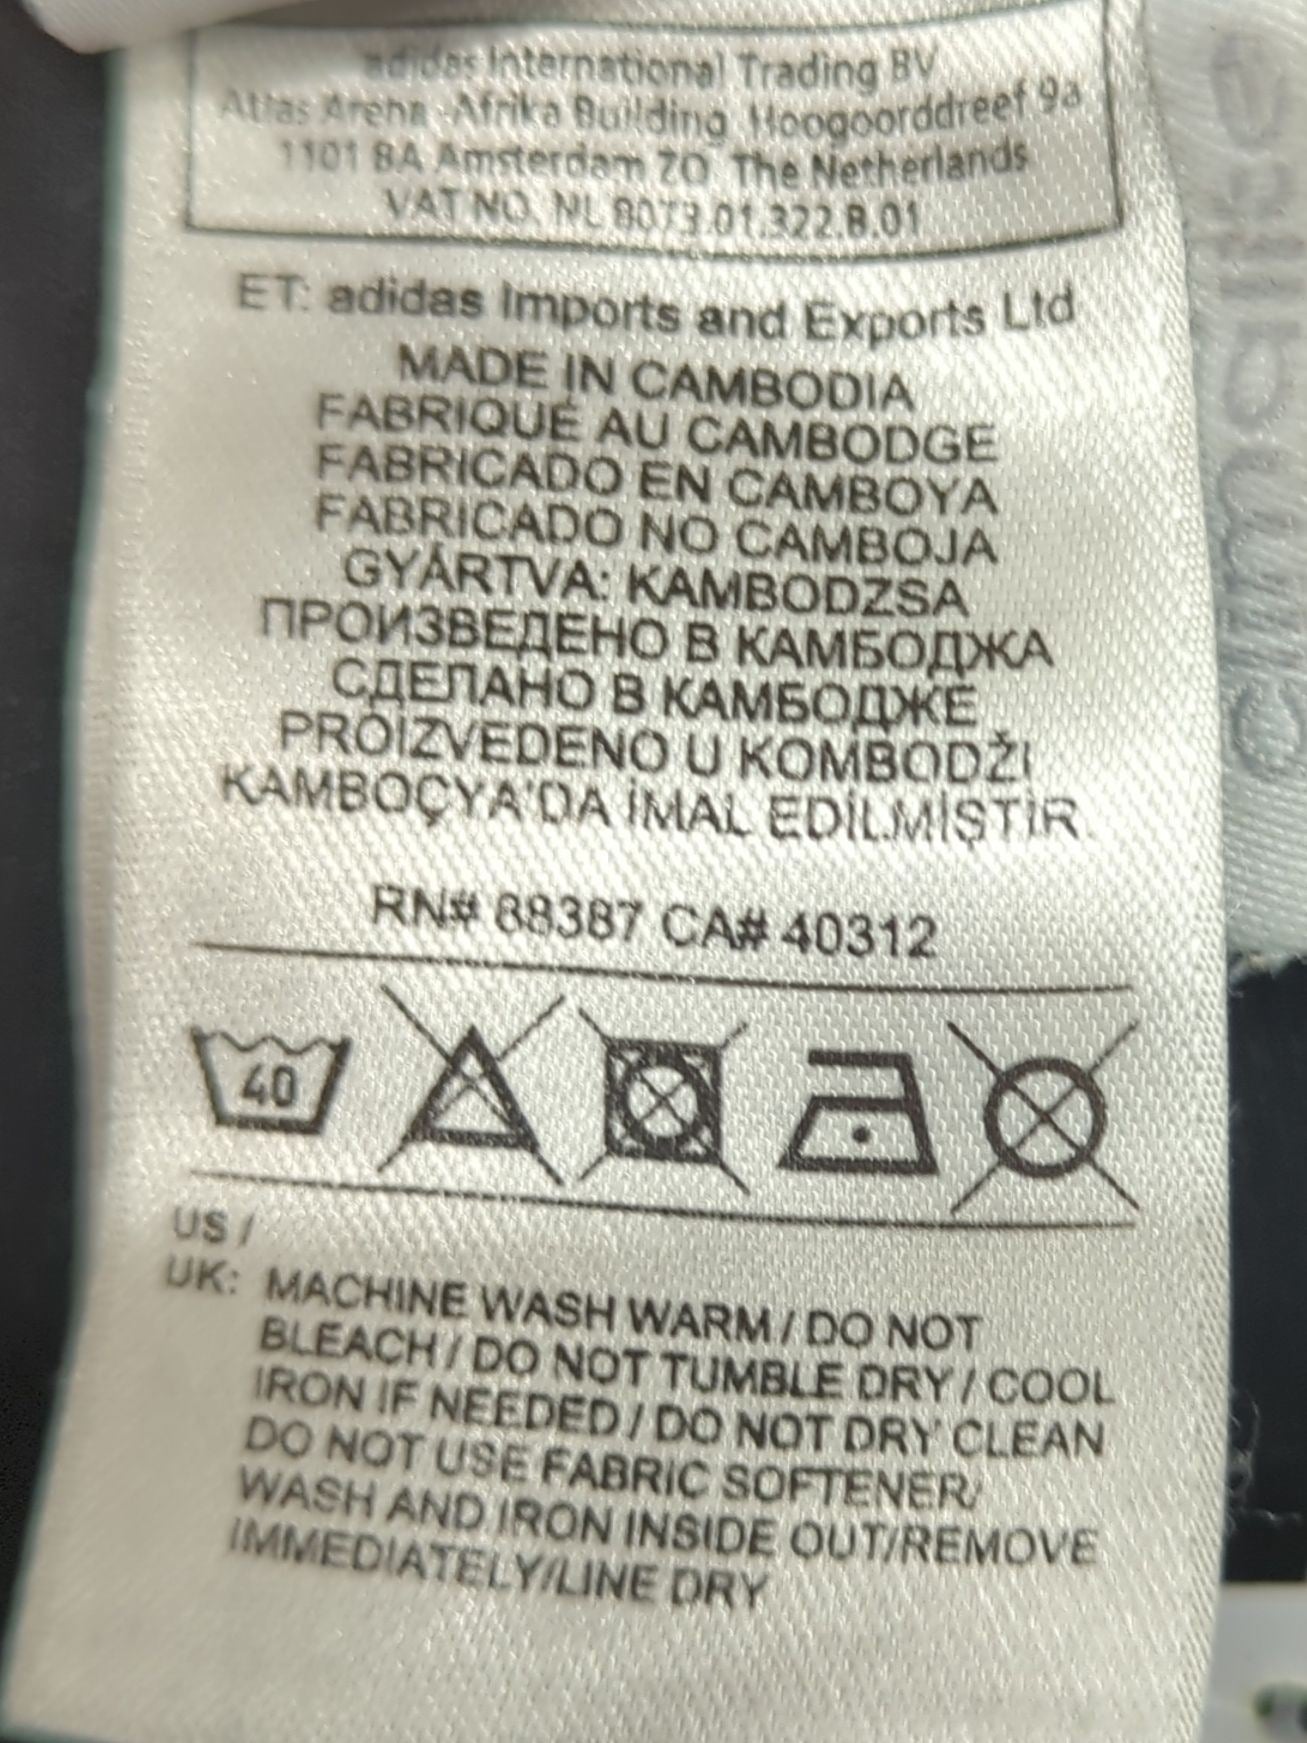 adidas International Trading BV
Atlas Arena -Afrika Building, Hoogoorddreef 9a
1101 BA Amsterdam ZO. The Netherlands
VAT NO. NL 8073.01.322.B.01
ET: adidas Imports and Exports Ltd
MADE IN CAMBODIA
FABRIQUÉ AU CAMBODGE
FABRICADO EN CAMBOYA
FABRICADO NO CAMBOJA
GYÁRTVA: KAMBODZSA
ПРОИЗВЕДЕНО В КАМБОДЖА
СДЕЛАНО В КАМБОДЖЕ
PROIZVEDENO U KOMBODŽI
KAMBOÇYA'DA İMAL EDİLMİŞTİR.
RN# 88387 CA# 40312
40
US /
UK: MACHINE WASH WARM / DO NOT
BLEACH / DO NOT TUMBLE DRY / COOL
IRON IF NEEDED / DO NOT DRY CLEAN
DO NOT USE FABRIC SOFTENER/
WASH AND IRON INSIDE OUT/REMOVE
IMMEDIATELY/LINE DRY
climalite